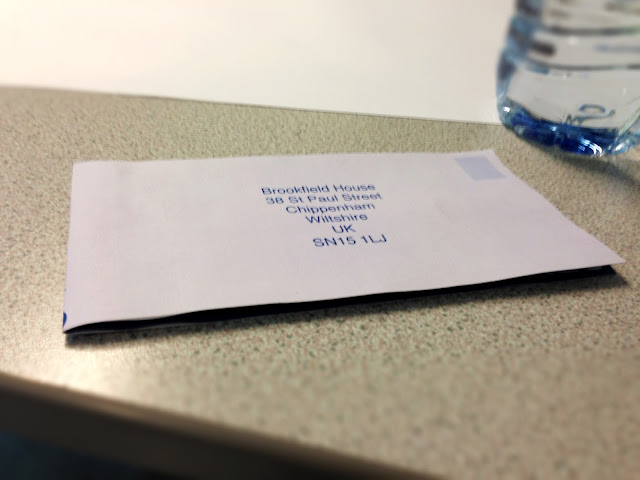 Brookfield House
38 St Paul Street
Chippenham
Wiltshire
UK
SN15 1LJ